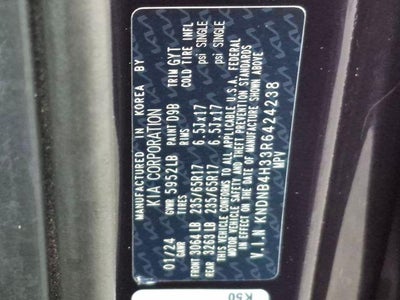 MANUFACTURED IN KOREA BY
KIA CORPORATION
01/24 GVWR 5952LB PAINT D9B TRIM GYT
GAWR TIRES RIMS COLD TIRE INFL
FRONT 3064LB 235/65R17 6.5Jx17 psi SINGLE
REAR 3263LB 235/65R17 6.5Jx17 psi SINGLE
THIS VEHICLE CONFORMS TO ALL APPLICABLE U.S.A. FEDERAL
MOTOR VEHICLE SAFETY AND THEFT PREVENTION STANDARDS
IN EFFECT ON THE DATE OF MANUFACTURE SHOWN ABOVE
V.I.N KNDNB4H33R6424238
MPV
K50